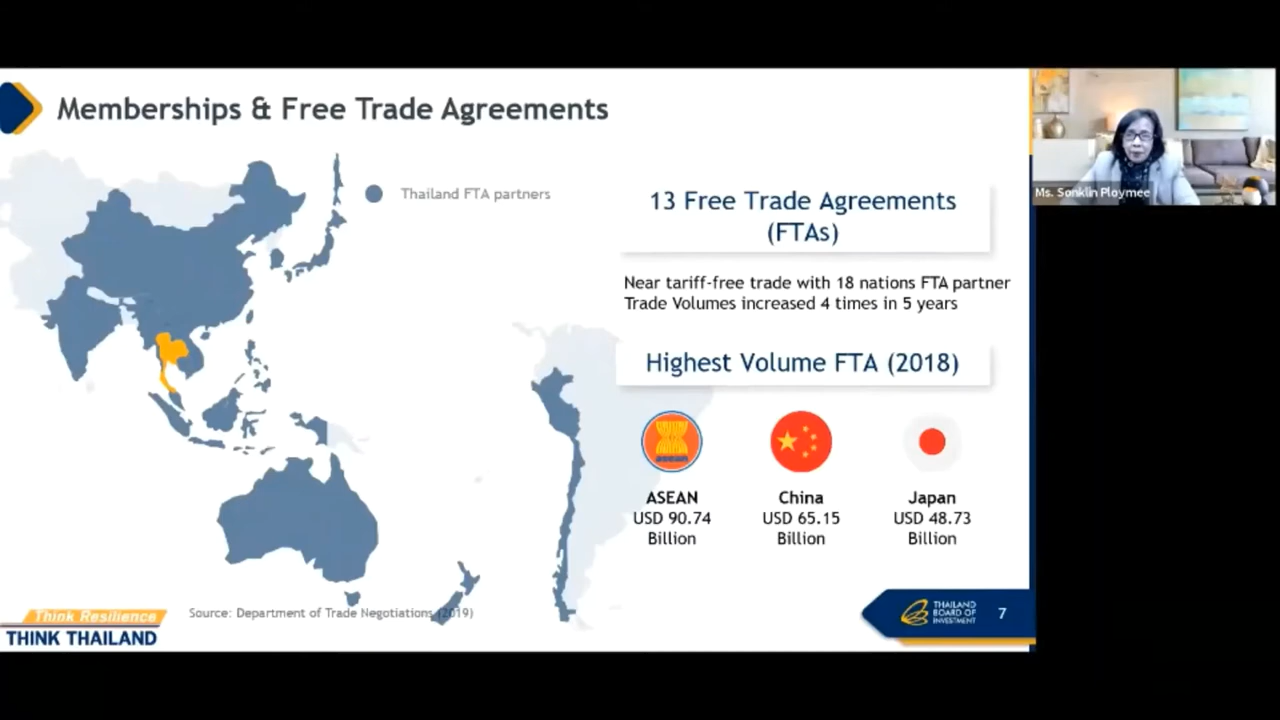 Memberships & Free Trade Agreements
Thailand FTA partners
13 Free Trade Agreements
(FTAs)
Near tariff-free trade with 18 nations FTA partner
Trade Volumes increased 4 times in 5 years
Highest Volume FTA (2018)
asean
ASEAN
USD 90.74
Billion
China
USD 65.15
Billion
Japan
USD 48.73
Billion
Source: Department of Trade Negotiations (2019)
Think Resilience
THINK THAILAND
THAILAND
BOARD OF
INVESTMENT
7
Ms. Sonklin Ploymee